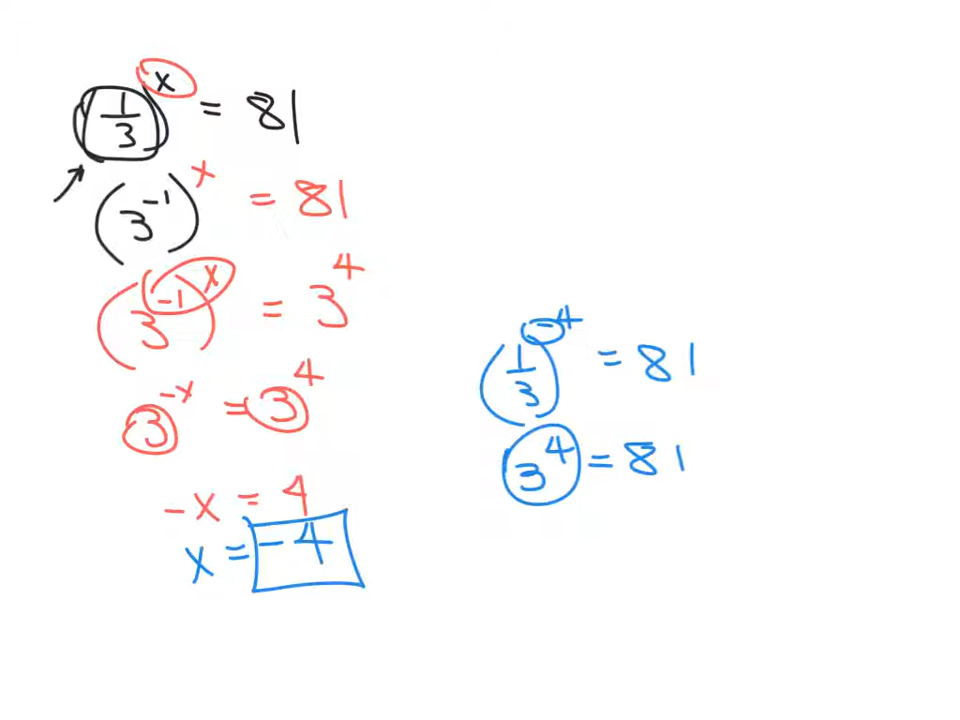 (1/3)^x = 81
(3^-1)^x = 81
(3^-1)^x = 3^4
3^-x = 3^4
-x = 4
x = -4
(1/3)^-4 = 81
3^4 = 81